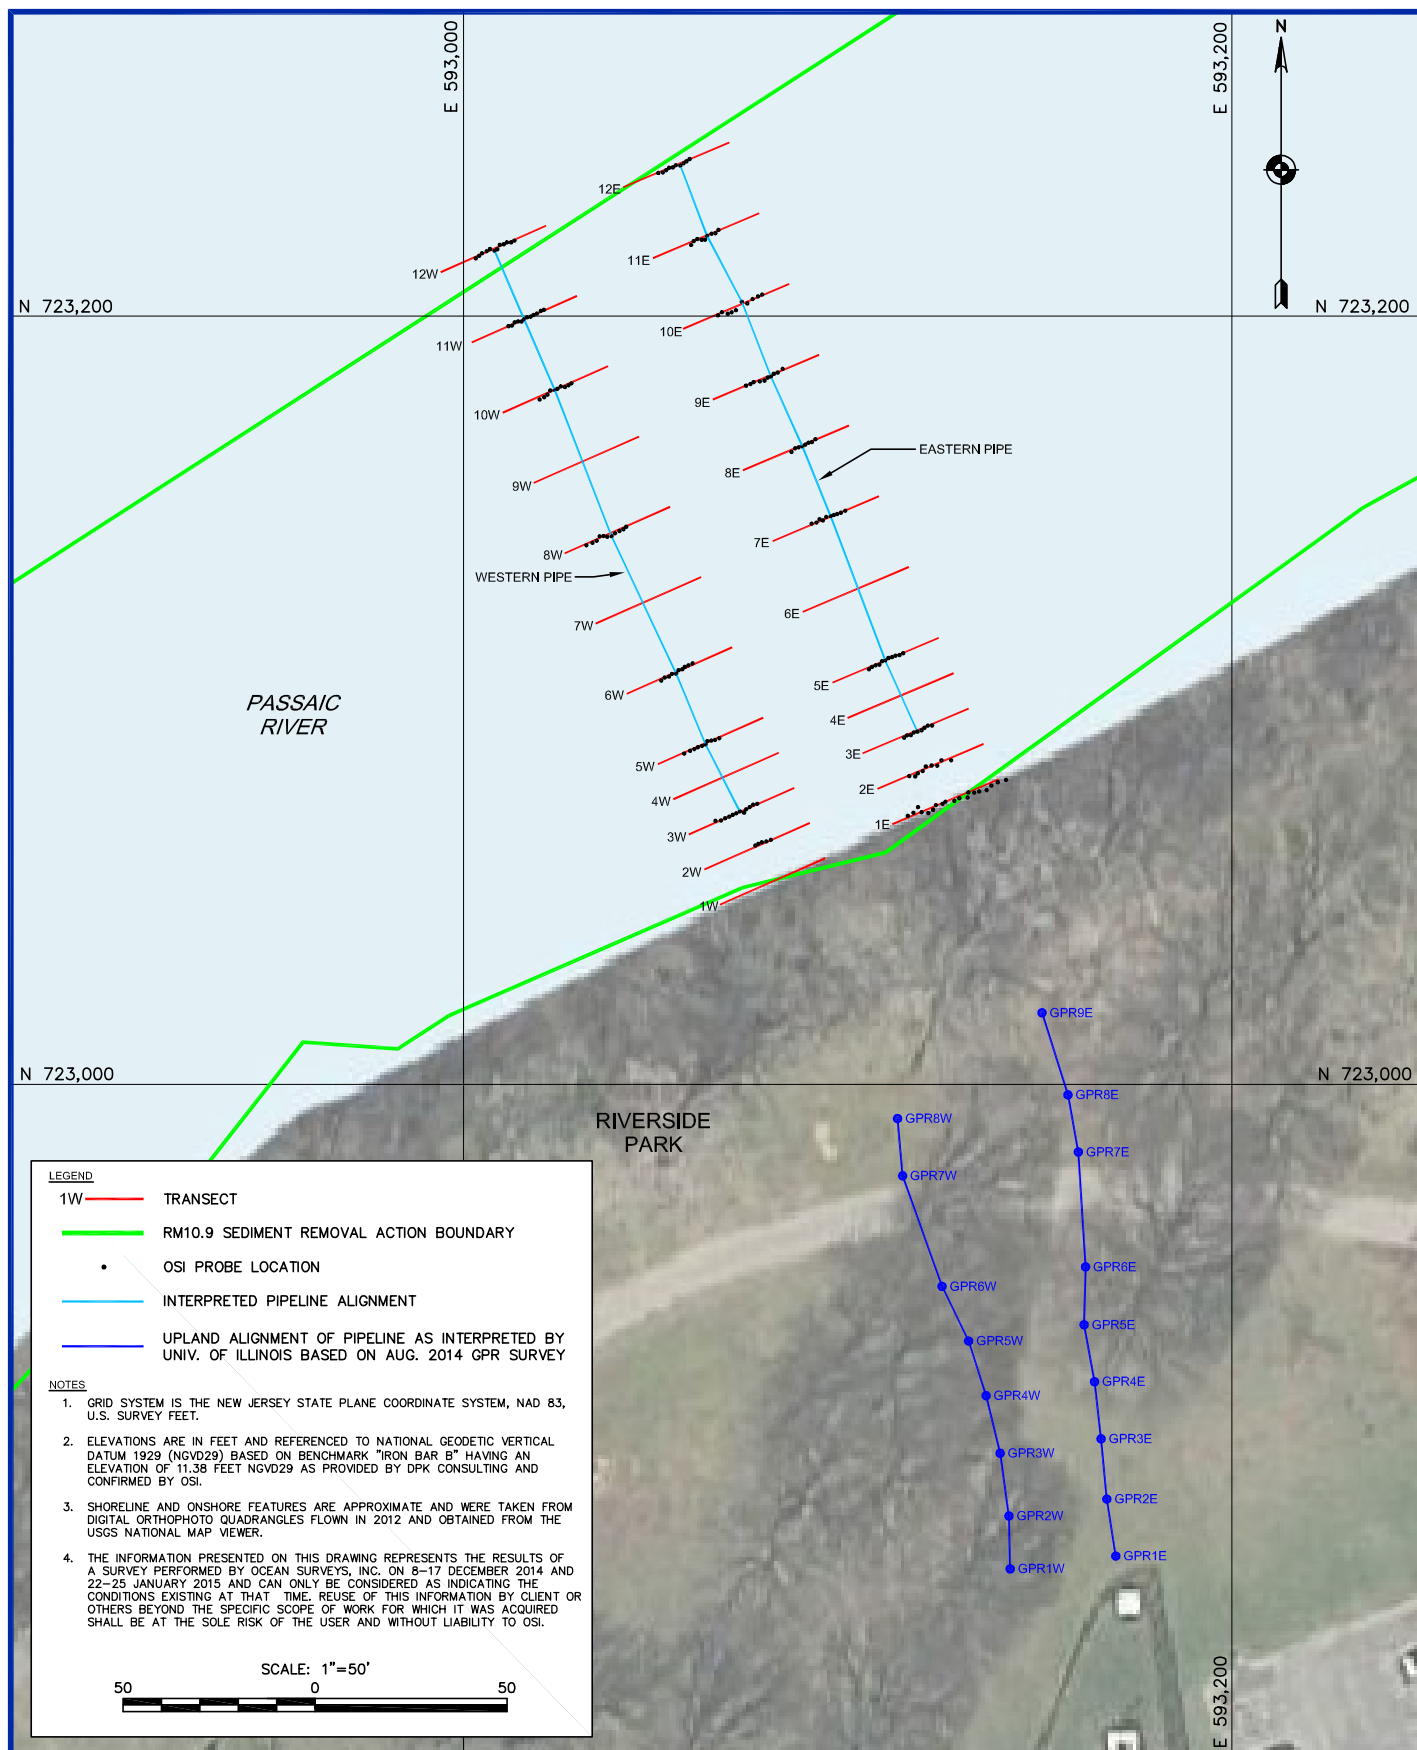 E 593,000
E 593,200
N
12E
11E
12W
N 723,200
N 723,200
10E
11W
9E
10W
8E
EASTERN PIPE
9W
7E
8W
WESTERN PIPE
6E
7W
5E
6W
PASSAIC
RIVER
4E
3E
5W
2E
4W
1E
3W
2W
1W
GPR9E
N 723,000
N 723,000
GPR8E
RIVERSIDE
PARK
GPR8W
GPR7E
GPR7W
GPR6E
GPR6W
GPR5E
GPR5W
GPR4E
GPR4W
GPR3E
GPR3W
GPR2E
GPR2W
GPR1E
GPR1W
E 593,200
LEGEND
1W TRANSECT
RM10.9 SEDIMENT REMOVAL ACTION BOUNDARY
OSI PROBE LOCATION
INTERPRETED PIPELINE ALIGNMENT
UPLAND ALIGNMENT OF PIPELINE AS INTERPRETED BY
UNIV. OF ILLINOIS BASED ON AUG. 2014 GPR SURVEY
NOTES
1. GRID SYSTEM IS THE NEW JERSEY STATE PLANE COORDINATE SYSTEM, NAD 83,
U.S. SURVEY FEET.
2. ELEVATIONS ARE IN FEET AND REFERENCED TO NATIONAL GEODETIC VERTICAL
DATUM 1929 (NGVD29) BASED ON BENCHMARK "IRON BAR B" HAVING AN
ELEVATION OF 11.38 FEET NGVD29 AS PROVIDED BY DPK CONSULTING AND
CONFIRMED BY OSI.
3. SHORELINE AND ONSHORE FEATURES ARE APPROXIMATE AND WERE TAKEN FROM
DIGITAL ORTHOPHOTO QUADRANGLES FLOWN IN 2012 AND OBTAINED FROM THE
USGS NATIONAL MAP VIEWER.
4. THE INFORMATION PRESENTED ON THIS DRAWING REPRESENTS THE RESULTS OF
A SURVEY PERFORMED BY OCEAN SURVEYS, INC. ON 8-17 DECEMBER 2014 AND
22-25 JANUARY 2015 AND CAN ONLY BE CONSIDERED AS INDICATING THE
CONDITIONS EXISTING AT THAT TIME. REUSE OF THIS INFORMATION BY CLIENT OR
OTHERS BEYOND THE SPECIFIC SCOPE OF WORK FOR WHICH IT WAS ACQUIRED
SHALL BE AT THE SOLE RISK OF THE USER AND WITHOUT LIABILITY TO OSI.
SCALE: 1"=50'
50 0 50